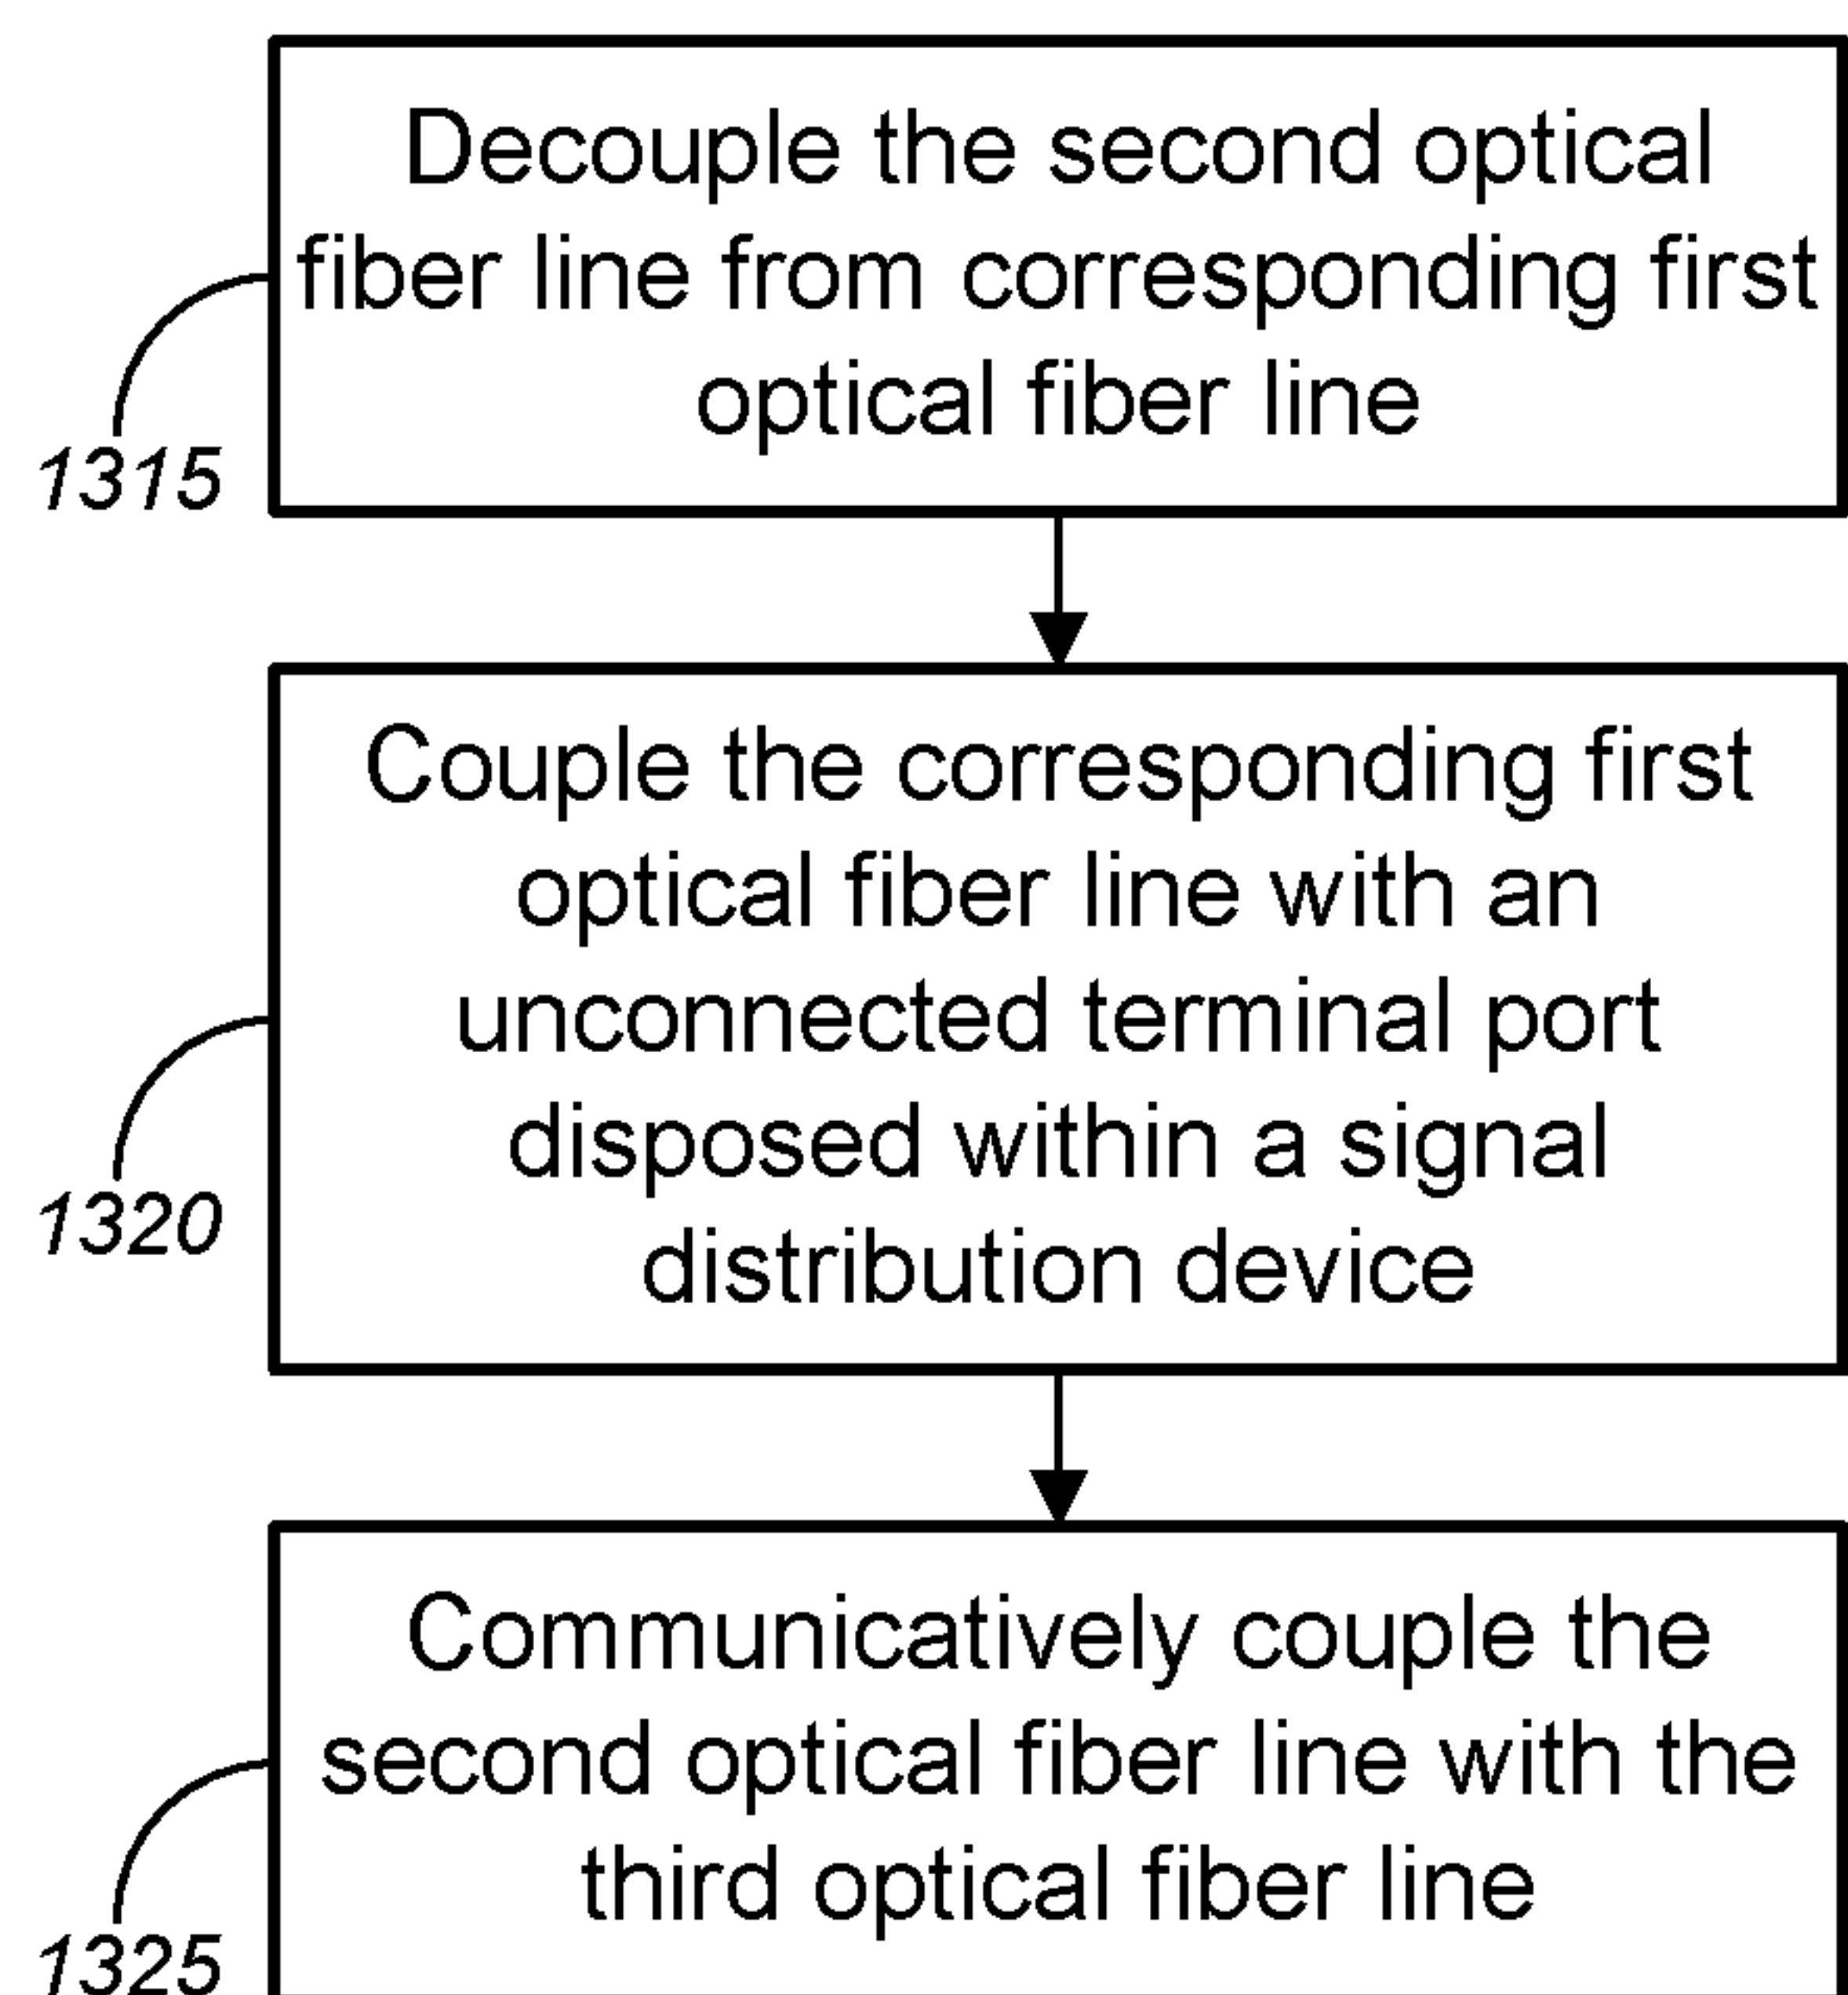 Decouple the second optical
fiber line from corresponding first
optical fiber line
1315
Couple the corresponding first
optical fiber line with an
unconnected terminal port
disposed within a signal
distribution device
1320
Communicatively couple the
second optical fiber line with the
third optical fiber line
1325